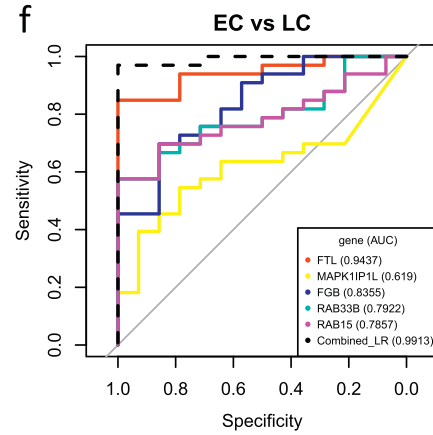 f
EC vs LC
Sensitivity
1.0
0.8
0.6
0.4
0.2
0.0
gene (AUC)
FTL (0.9437)
MAPK1IP1L (0.619)
FGB (0.8355)
RAB33B (0.7922)
RAB15 (0.7857)
Combined_LR (0.9913)
1.0 0.8 0.6 0.4 0.2 0.0
Specificity